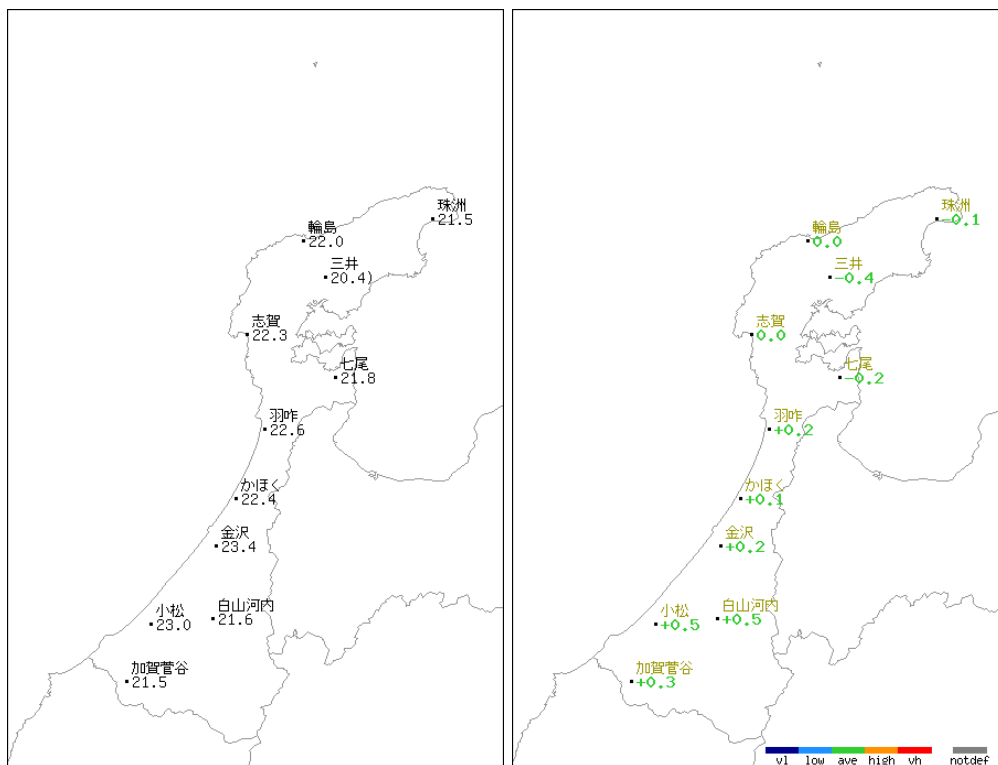 珠洲
21.5
輪島
22.0
三井
20.4)
志賀
22.3
七尾
21.8
羽咋
22.6
かほく
22.4
金沢
23.4
白山河内
21.6
小松
23.0
加賀菅谷
21.5
珠洲
-0.1
輪島
0.0
三井
-0.4
志賀
0.0
七尾
-0.2
羽咋
+0.2
かほく
+0.1
金沢
+0.2
白山河内
+0.5
小松
+0.5
加賀菅谷
+0.3
vl low ave high vh notdef